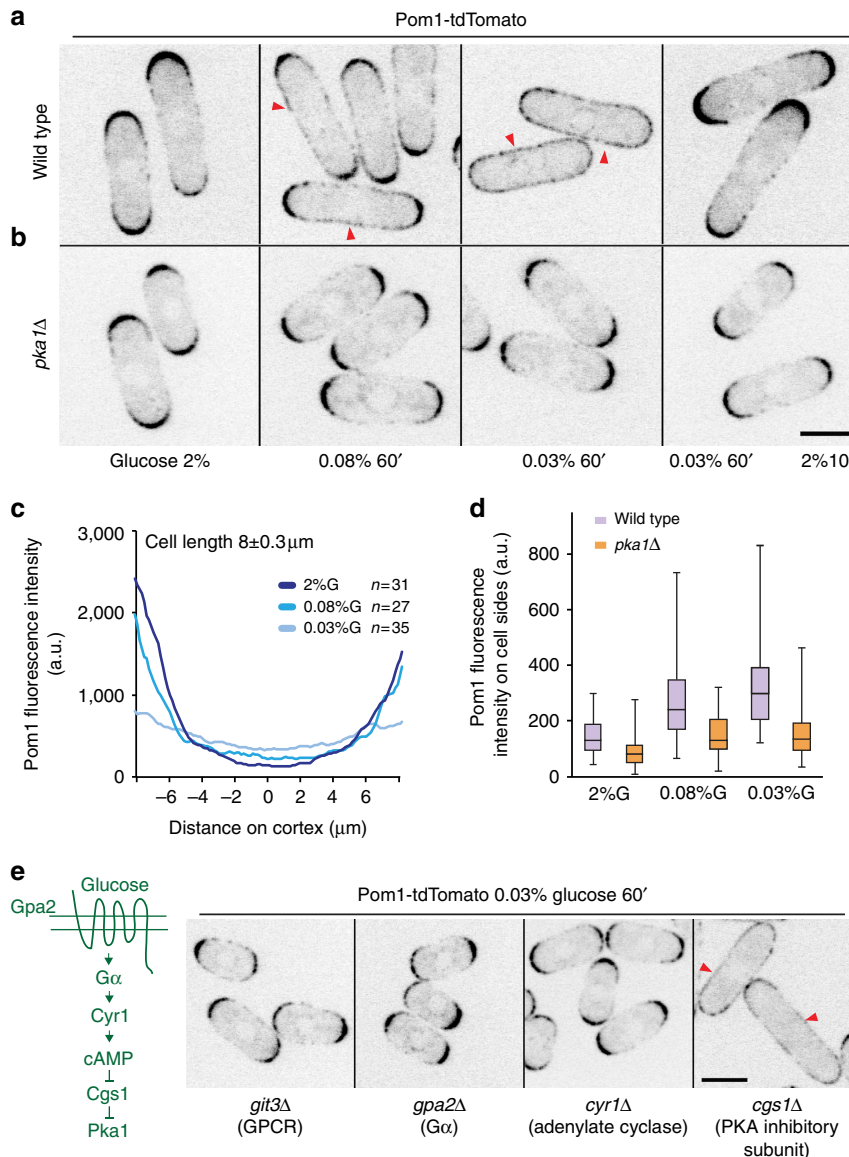 a
Pom1-tdTomato
Wild type
b
pka1Δ
Glucose 2%
0.08% 60′
0.03% 60′
0.03% 60′
2%10
c
3,000
2,000
1,000
0
Pom1 fluorescence intensity
(a.u.)
Cell length 8±0.3 μm
2%G n=31
0.08%G n=27
0.03%G n=35
−6 −4 −2 0 2 4 6
Distance on cortex (μm)
d
Wild type
pka1Δ
Pom1 fluorescence
intensity on cell sides (a.u.)
800
600
400
200
0
2%G 0.08%G 0.03%G
e
Glucose
Gpa2
Gα
Cyr1
cAMP
Cgs1
Pka1
Pom1-tdTomato 0.03% glucose 60′
git3Δ
(GPCR)
gpa2Δ
(Gα)
cyr1Δ
(adenylate cyclase)
cgs1Δ
(PKA inhibitory
subunit)